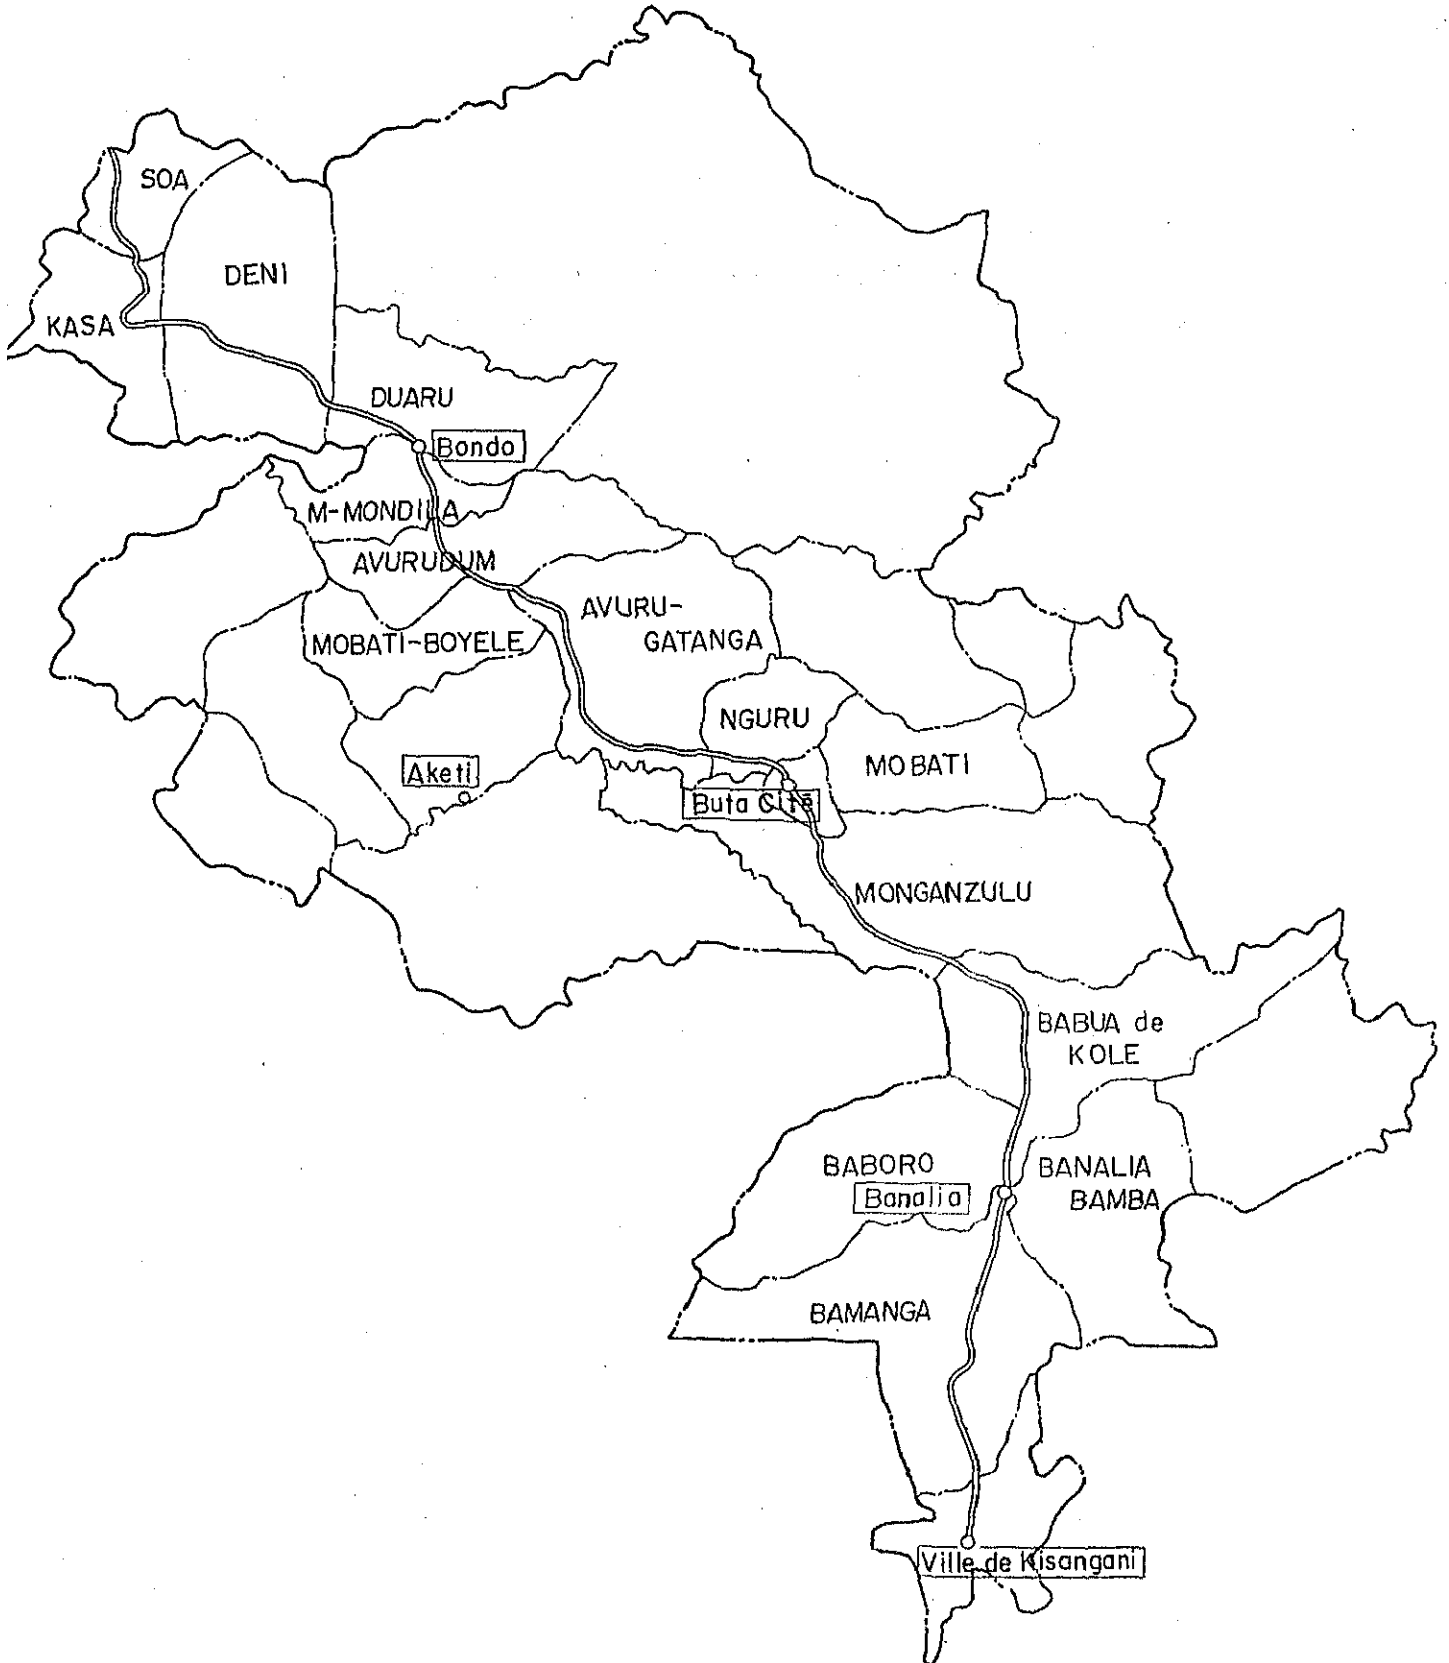 SOA
DENI
KASA
DUARU
Bondo
M-MONDILA
AVURUDUM
AVURU-
GATANGA
MOBATI-BOYELE
NGURU
MOBATI
Aketi
Buta Cité
MONGANZULU
BABUA de
KOLE
BABORO
BANALIA
BAMBA
Banalia
BAMANGA
Ville de Kisangani